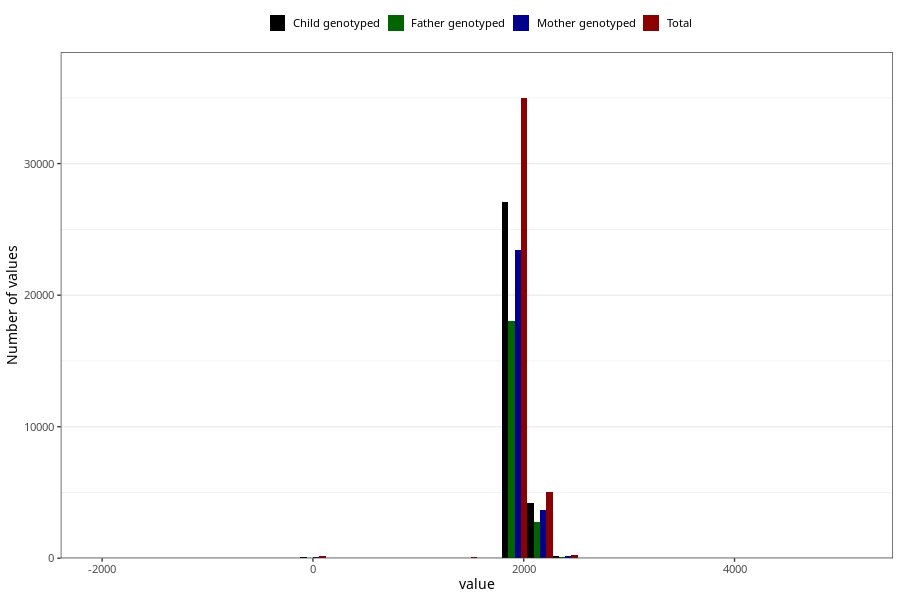 Child genotyped Father genotyped Mother genotyped Total
Number of values
30000
20000
10000
0
-2000 0 2000 4000
value